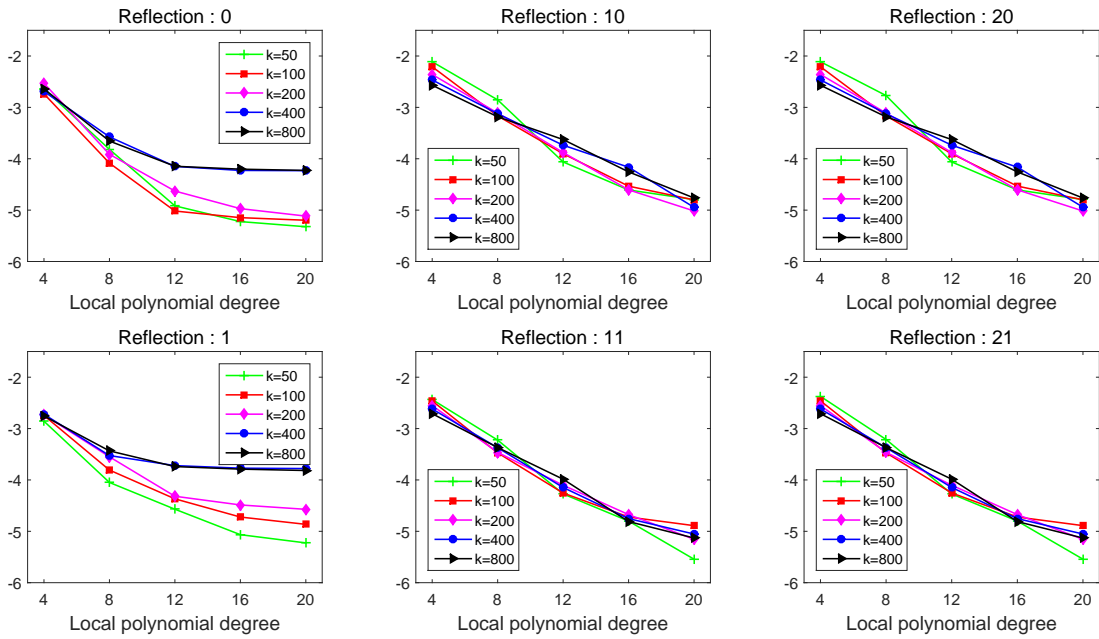 Reflection : 0
-2
-3
-4
-5
-6
4 8 12 16 20
Local polynomial degree
k=50
k=100
k=200
k=400
k=800
Reflection : 10
-2
-3
-4
-5
-6
4 8 12 16 20
Local polynomial degree
k=50
k=100
k=200
k=400
k=800
Reflection : 20
-2
-3
-4
-5
-6
4 8 12 16 20
Local polynomial degree
k=50
k=100
k=200
k=400
k=800
Reflection : 1
-2
-3
-4
-5
-6
4 8 12 16 20
Local polynomial degree
k=50
k=100
k=200
k=400
k=800
Reflection : 11
-2
-3
-4
-5
-6
4 8 12 16 20
Local polynomial degree
k=50
k=100
k=200
k=400
k=800
Reflection : 21
-2
-3
-4
-5
-6
4 8 12 16 20
Local polynomial degree
k=50
k=100
k=200
k=400
k=800